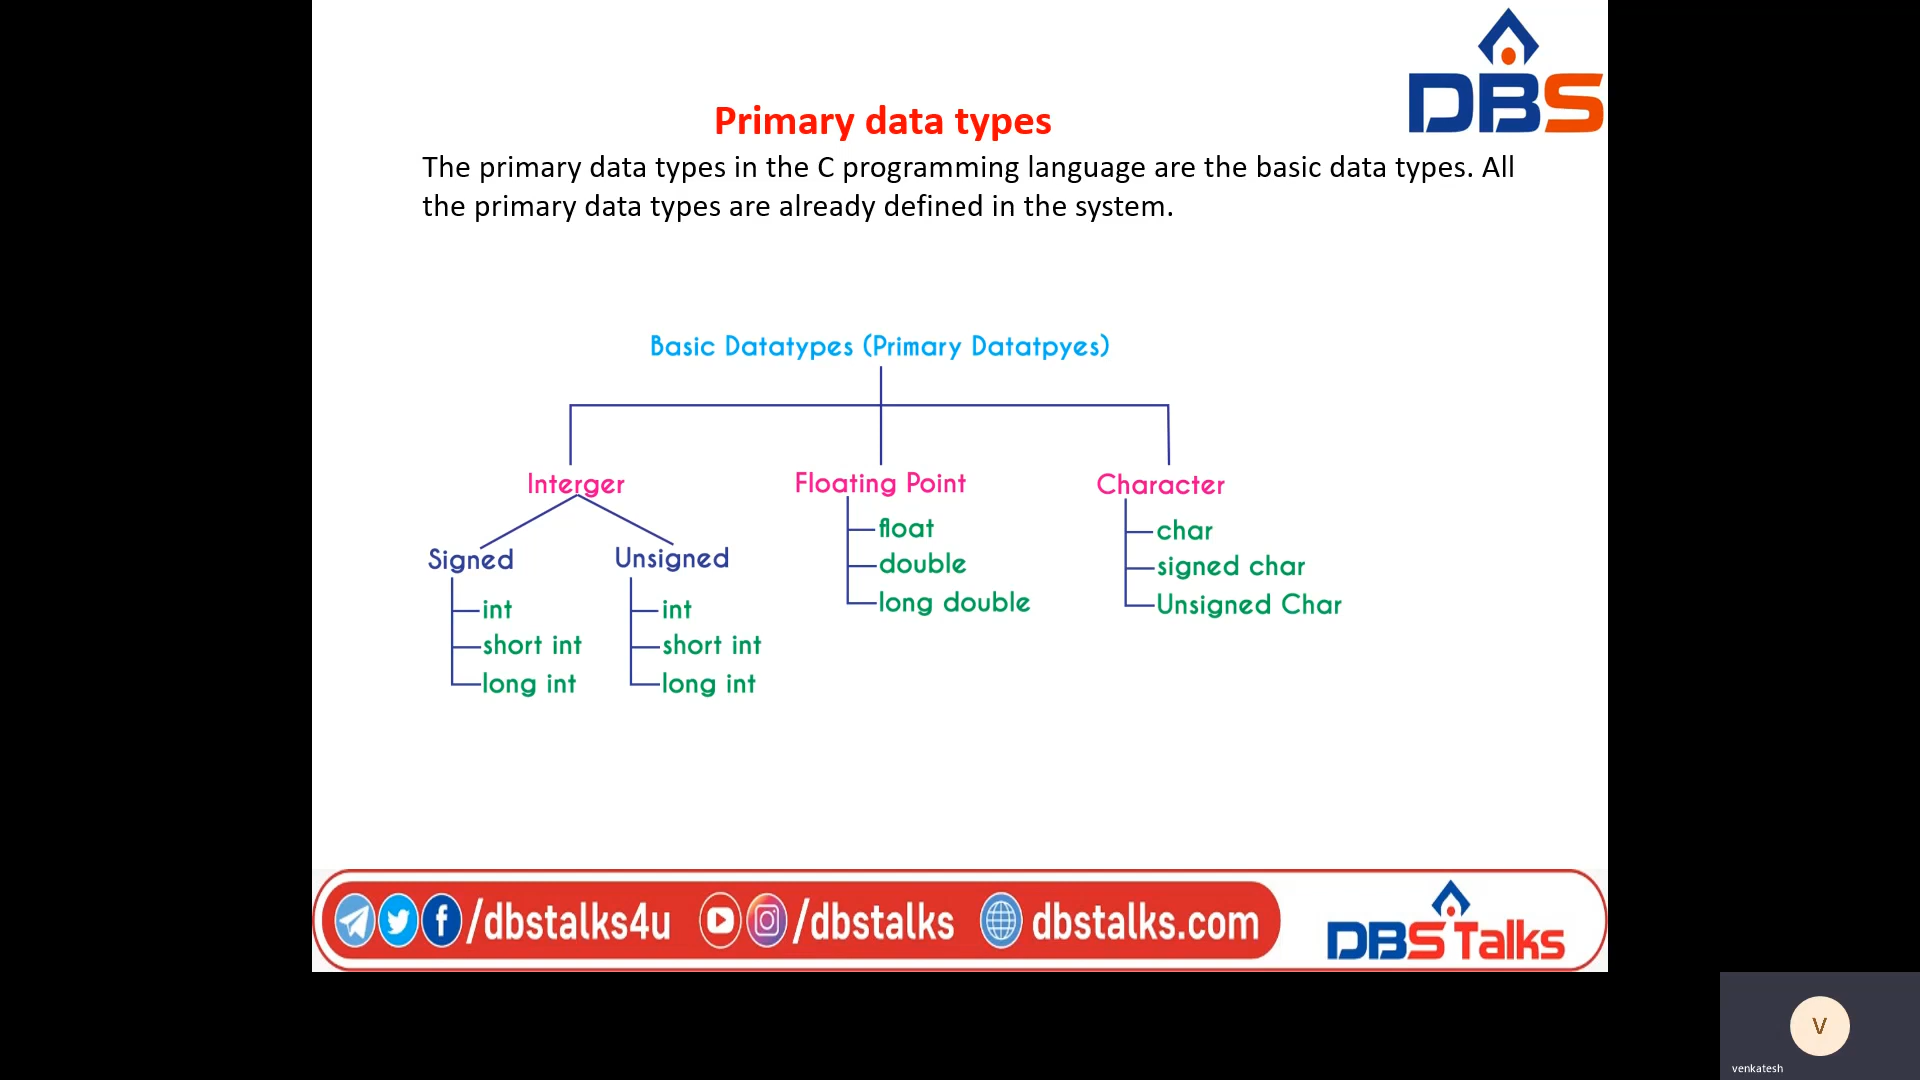 DBS
Primary data types
The primary data types in the C programming language are the basic data types. All
the primary data types are already defined in the system.
Basic Datatypes (Primary Datatpyes)
Interger
Floating Point
Character
Signed
Unsigned
int
short int
long int
int
short int
long int
float
double
long double
char
signed char
Unsigned Char
/dbstalks4u /dbstalks dbstalks.com
DBS Talks
V
venkatesh